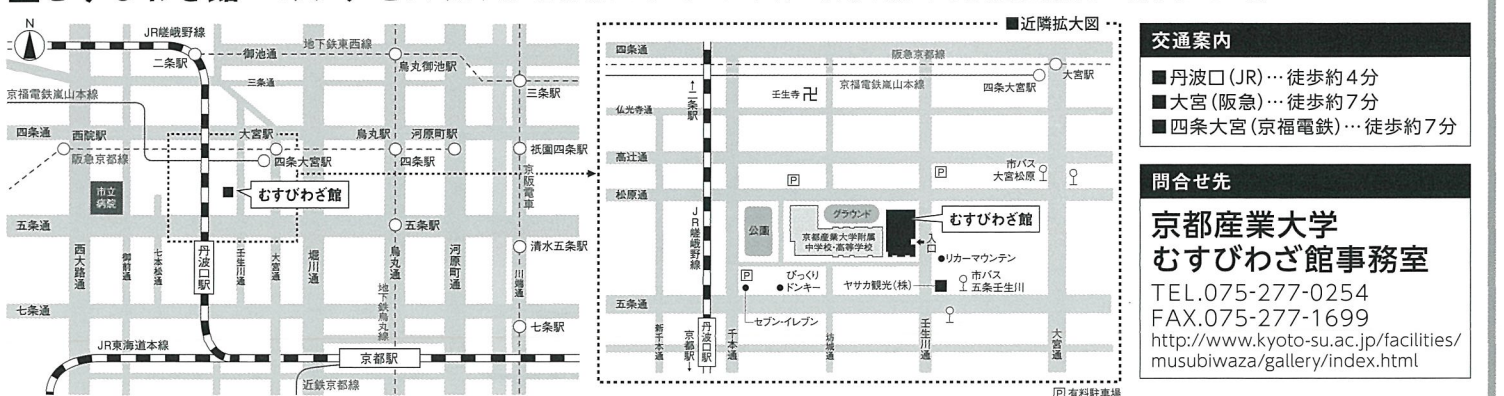 N
JR嵯峨野線
二条駅
御池通
地下鉄東西線
烏丸御池駅
三条通
三条駅
京福電鉄嵐山本線
四条通
西院駅
大宮駅
烏丸駅
河原町駅
阪急京都線
四条大宮駅
四条駅
祇園四条駅
市立病院
むすびわざ館
京阪電車
五条通
五条駅
清水五条駅
西大路通
御前通
七本松通
丹波口駅
壬生川通
大宮通
堀川通
烏丸通
地下鉄烏丸線
河原町通
川端通
七条通
七条駅
JR東海道本線
京都駅
近鉄京都線
■近隣拡大図
四条通
阪急京都線
大宮駅
↑二条駅
京福電鉄嵐山本線
四条大宮駅
壬生寺卍
仏光寺通
高辻通
P
P
市バス
大宮松原
松原通
JR嵯峨野線
公園
グラウンド
京都産業大学附属
中学校・高等学校
むすびわざ館
入口
●リカーマウンテン
P
びっくり
ドンキー
ヤサカ観光(株)
市バス
五条壬生川
五条通
セブン-イレブン
新千本通
京都駅↓
丹波口駅
千本通
坊城通
壬生川通
大宮通
P有料駐車場
交通案内
■丹波口(JR)…徒歩約4分
■大宮(阪急)…徒歩約7分
■四条大宮(京福電鉄)…徒歩約7分
問合せ先
京都産業大学
むすびわざ館事務室
TEL.075-277-0254
FAX.075-277-1699
http://www.kyoto-su.ac.jp/facilities/
musubiwaza/gallery/index.html